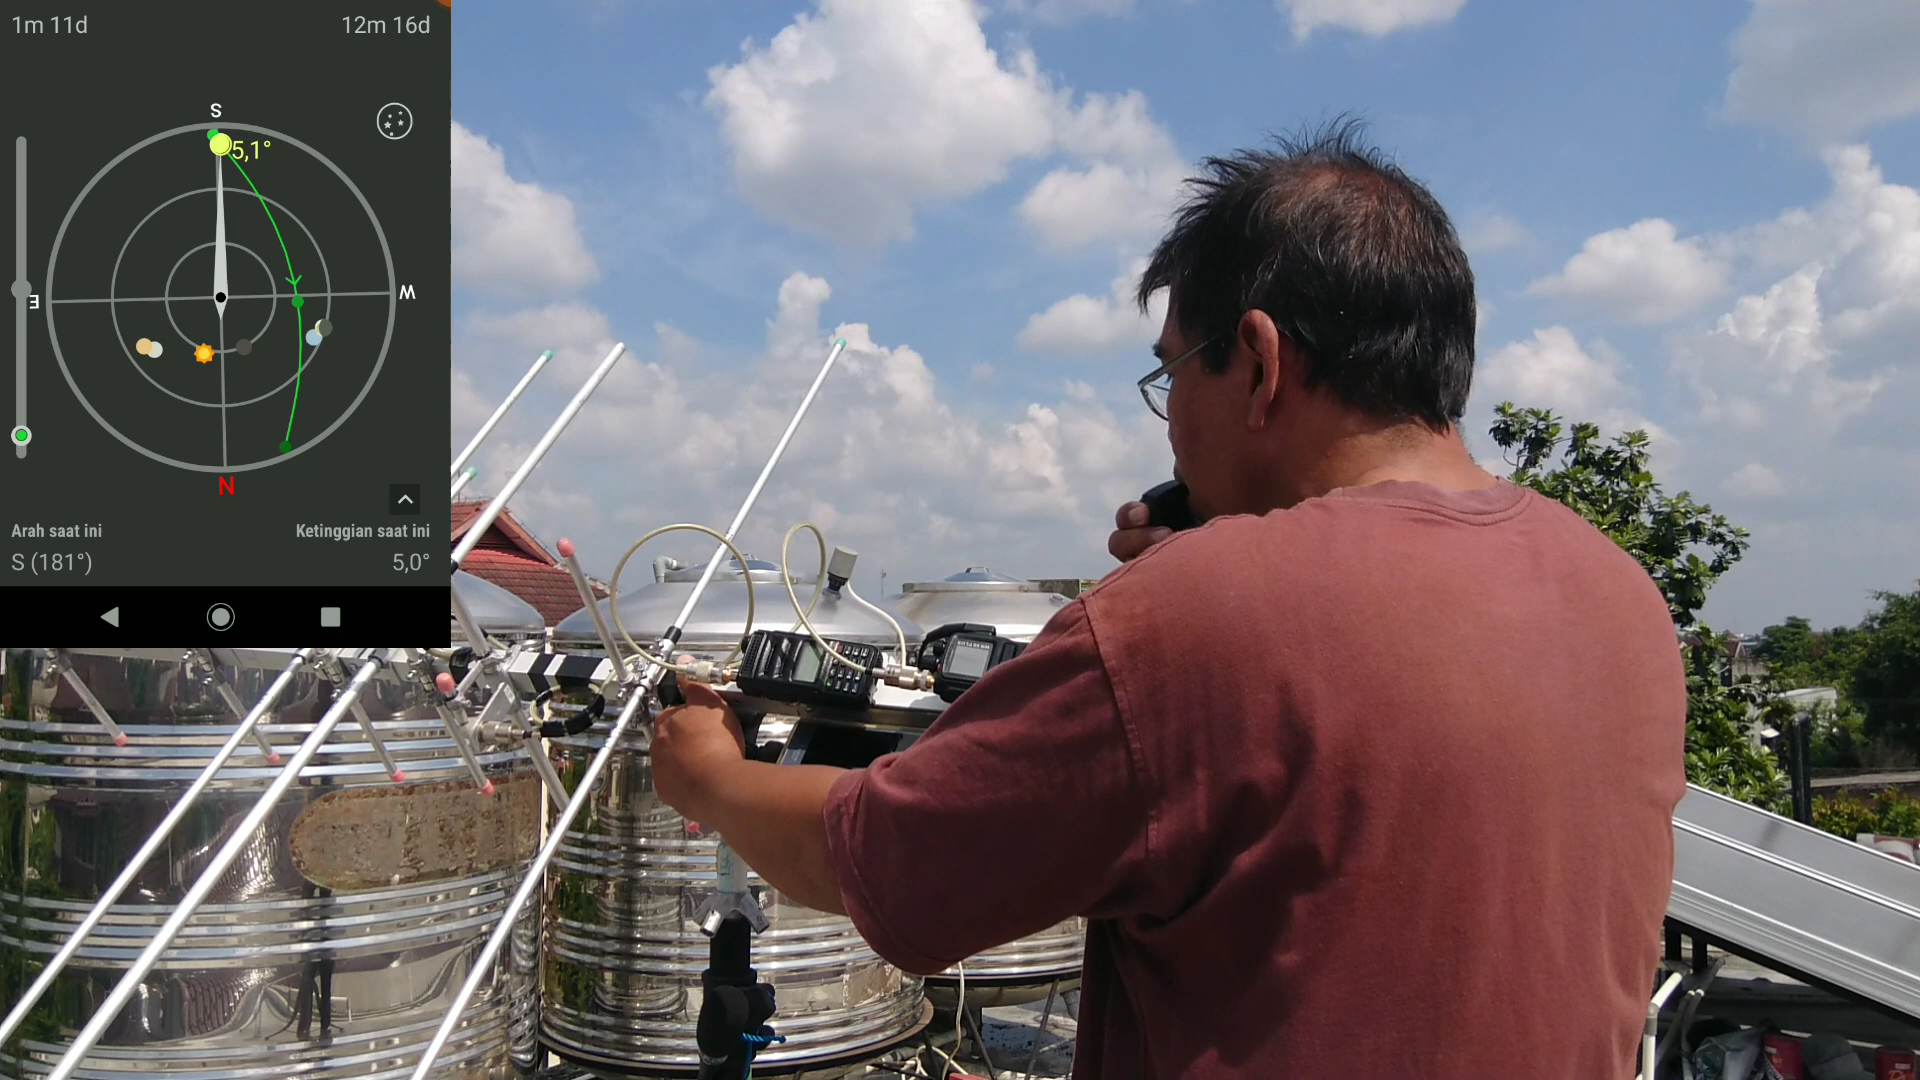 1m 11d
12m 16d
S
5,1°
E
W
N
Arah saat ini
Ketinggian saat ini
S (181°)
5,0°